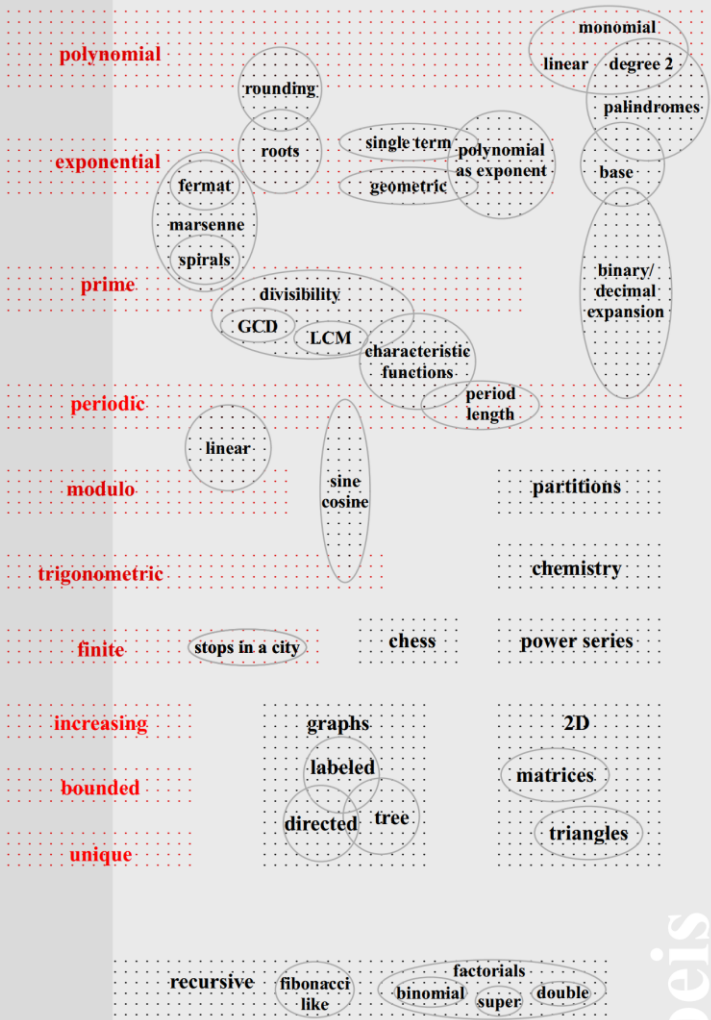 monomial
polynomial
linear
degree 2
rounding
palindromes
single term
exponential
roots
polynomial
as exponent
base
fermat
geometric
marsenne
spirals
prime
divisibility
binary/
decimal
expansion
GCD
LCM
characteristic
functions
periodic
period
length
linear
sine
cosine
modulo
partitions
trigonometric
chemistry
finite
stops in a city
chess
power series
increasing
graphs
2D
labeled
matrices
bounded
directed
tree
triangles
unique
oeis
recursive
fibonacci
like
factorials
binomial
super
double